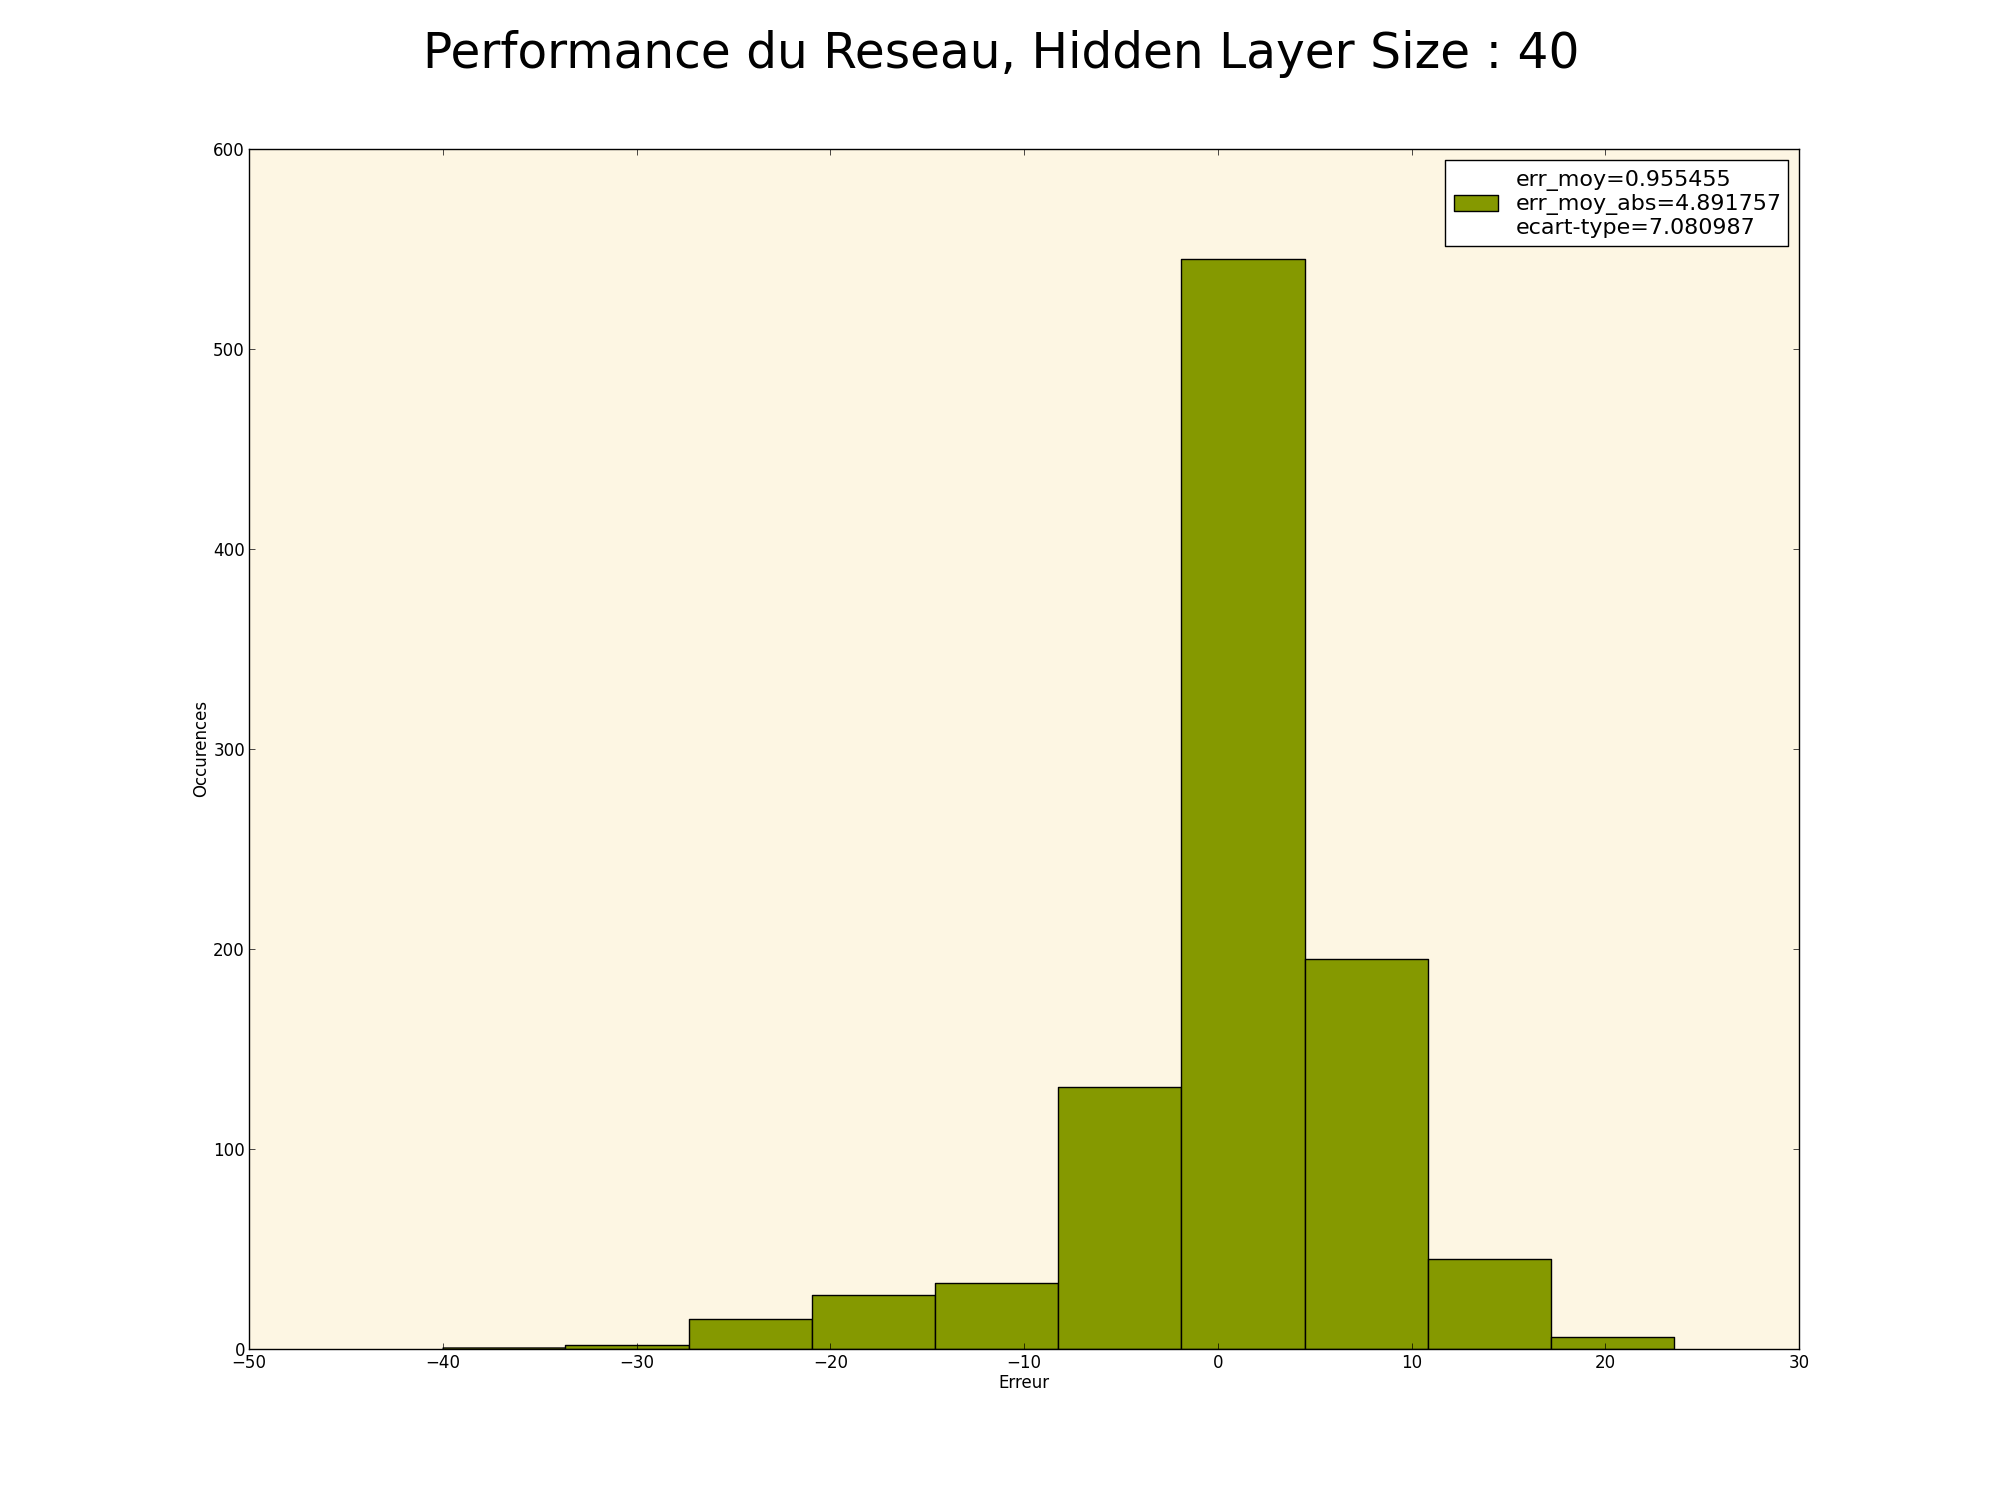 Performance du Reseau, Hidden Layer Size : 40
err_moy=0.955455
err_moy_abs=4.891757
ecart-type=7.080987
600
500
400
300
200
100
0
Occurences
−50 −40 −30 −20 −10 0 10 20 30
Erreur